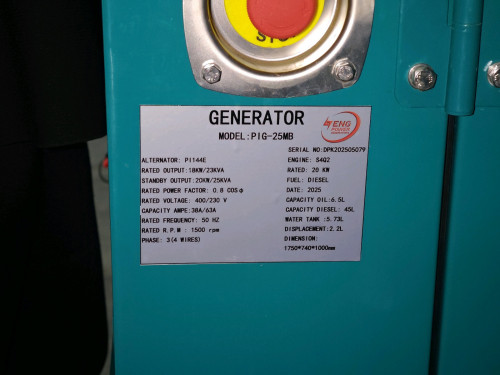 STOP
GENERATOR
MODEL:PIG-25MB
ENG
POWER
SERIAL NO:DPK202505079
ALTERNATOR: PI144E
RATED OUTPUT:18KW/23KVA
STANDBY OUTPUT:20KW/25KVA
RATED POWER FACTOR: 0.8 COSΦ
RATED VOLTAGE: 400/230 V
CAPACITY AMPE:38A/63A
RATED FREQUENCY: 50 HZ
RATED R.P.M : 1500 rpm
PHASE: 3(4 WIRES)
ENGINE: S4Q2
RATED: 20 KW
FUEL: DIESEL
DATE: 2025
CAPACITY OIL:6.5L
CAPACITY DIESEL: 45L
WATER TANK :5.73L
DISPLACEMENT:2.2L
DIMENSION:
1750*740*1000mm